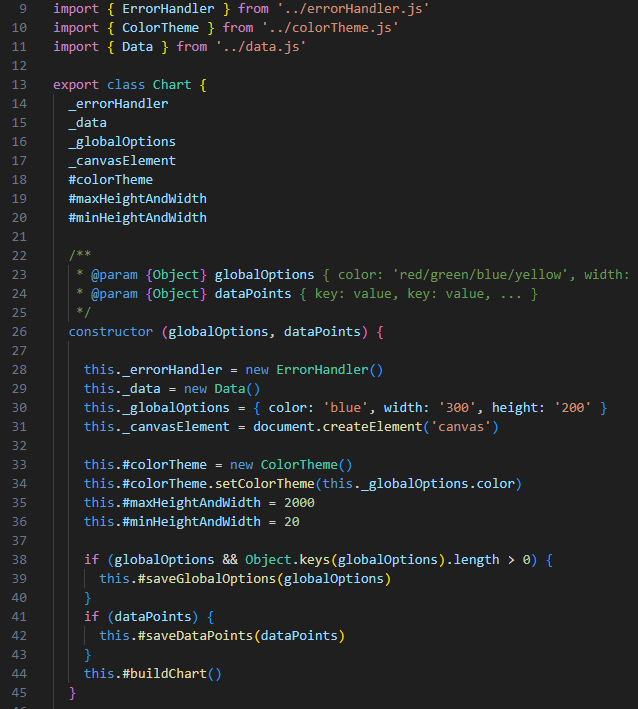 9 import { ErrorHandler } from '../errorHandler.js'
10 import { ColorTheme } from '../colorTheme.js'
11 import { Data } from '../data.js'
12
13 export class Chart {
14 _errorHandler
15 _data
16 _globalOptions
17 _canvasElement
18 #colorTheme
19 #maxHeightAndWidth
20 #minHeightAndWidth
21
22 /**
23 * @param {Object} globalOptions { color: 'red/green/blue/yellow', width:
24 * @param {Object} dataPoints { key: value, key: value, ... }
25 */
26 constructor (globalOptions, dataPoints) {
27
28 this._errorHandler = new ErrorHandler()
29 this._data = new Data()
30 this._globalOptions = { color: 'blue', width: '300', height: '200' }
31 this._canvasElement = document.createElement('canvas')
32
33 this.#colorTheme = new ColorTheme()
34 this.#colorTheme.setColorTheme(this._globalOptions.color)
35 this.#maxHeightAndWidth = 2000
36 this.#minHeightAndWidth = 20
37
38 if (globalOptions && Object.keys(globalOptions).length > 0) {
39 this.#saveGlobalOptions(globalOptions)
40 }
41 if (dataPoints) {
42 this.#saveDataPoints(dataPoints)
43 }
44 this.#buildChart()
45 }